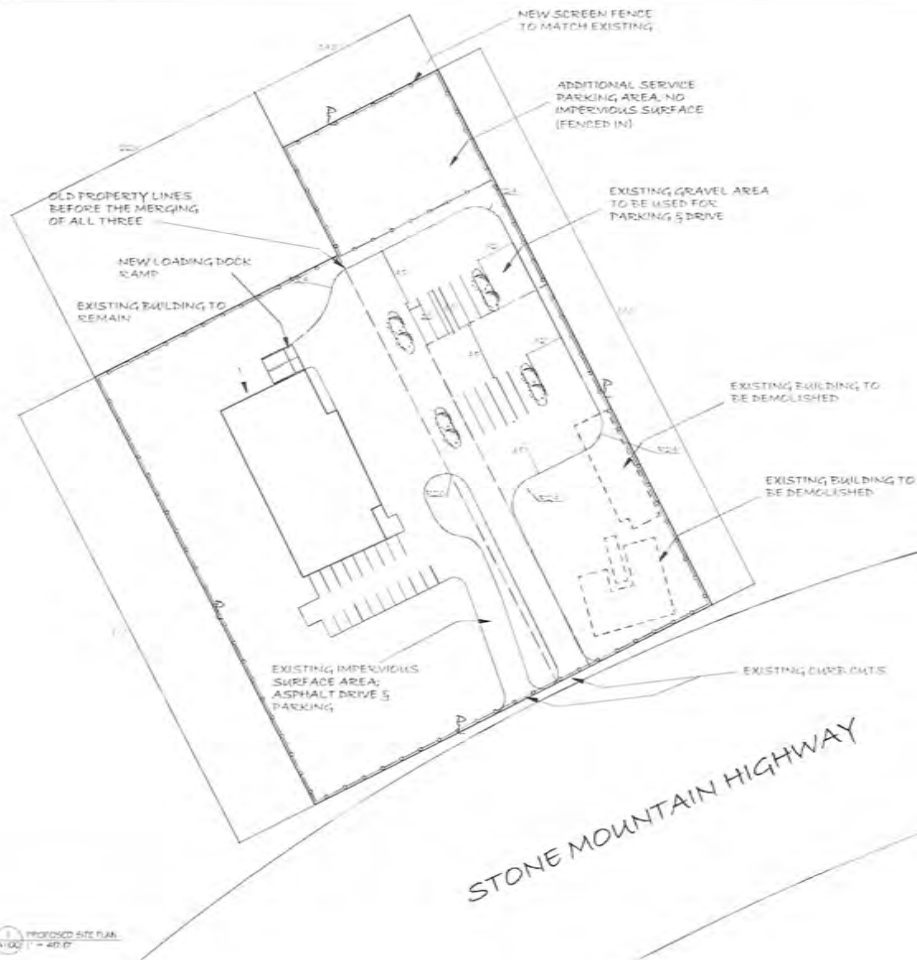 NEW SCREEN FENCE
TO MATCH EXISTING
ADDITIONAL SERVICE
PARKING AREA, NO
IMPERVIOUS SURFACE
(FENCED IN)
OLD PROPERTY LINES
BEFORE THE MERGING
OF ALL THREE
EXISTING GRAVEL AREA
TO BE USED FOR
PARKING & DRIVE
NEW LOADING DOCK
RAMP
EXISTING BUILDING TO
REMAIN
EXISTING BUILDING TO
BE DEMOLISHED
EXISTING BUILDING TO
BE DEMOLISHED
EXISTING IMPERVIOUS
SURFACE AREA;
ASPHALT DRIVE &
PARKING
EXISTING CURB CUTS
STONE MOUNTAIN HIGHWAY
PROPOSED SITE PLAN